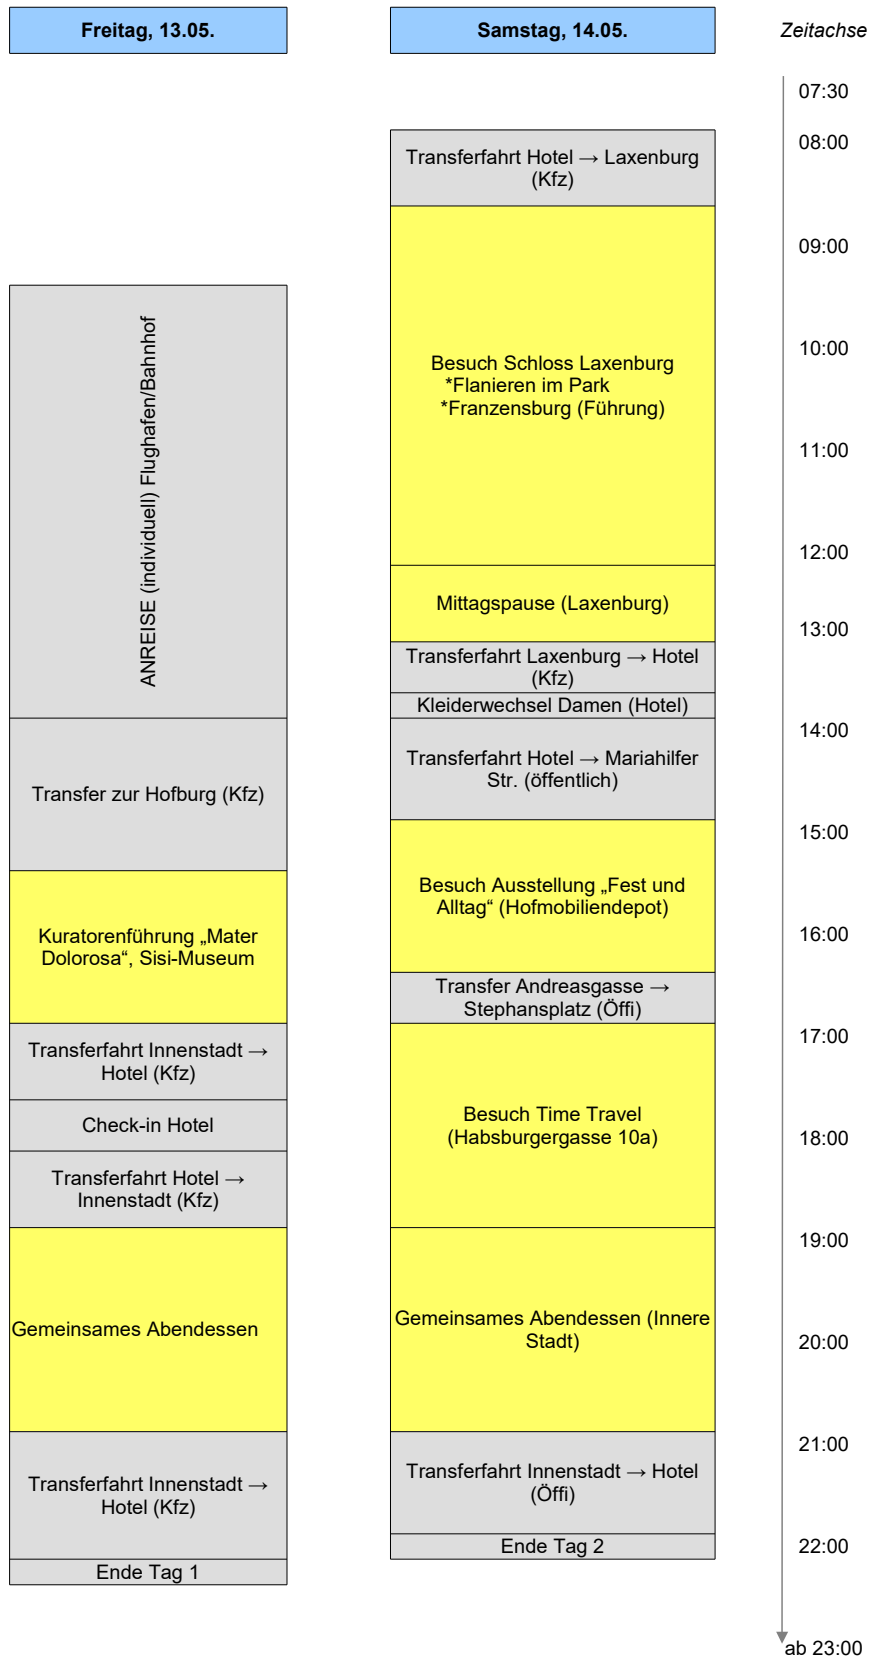 Freitag, 13.05.
Samstag, 14.05.
Zeitachse
ANREISE (individuell) Flughafen/Bahnhof
Transfer zur Hofburg (Kfz)
Kuratorenführung „Mater
Dolorosa“, Sisi-Museum
Transferfahrt Innenstadt →
Hotel (Kfz)
Check-in Hotel
Transferfahrt Hotel →
Innenstadt (Kfz)
Gemeinsames Abendessen
Transferfahrt Innenstadt →
Hotel (Kfz)
Ende Tag 1
Transferfahrt Hotel → Laxenburg
(Kfz)
Besuch Schloss Laxenburg
*Flanieren im Park
*Franzensburg (Führung)
Mittagspause (Laxenburg)
Transferfahrt Laxenburg → Hotel
(Kfz)
Kleiderwechsel Damen (Hotel)
Transferfahrt Hotel → Mariahilfer
Str. (öffentlich)
Besuch Ausstellung „Fest und
Alltag“ (Hofmobiliendepot)
Transfer Andreasgasse →
Stephansplatz (Öffi)
Besuch Time Travel
(Habsburgergasse 10a)
Gemeinsames Abendessen (Innere
Stadt)
Transferfahrt Innenstadt → Hotel
(Öffi)
Ende Tag 2
07:30
08:00
09:00
10:00
11:00
12:00
13:00
14:00
15:00
16:00
17:00
18:00
19:00
20:00
21:00
22:00
ab 23:00